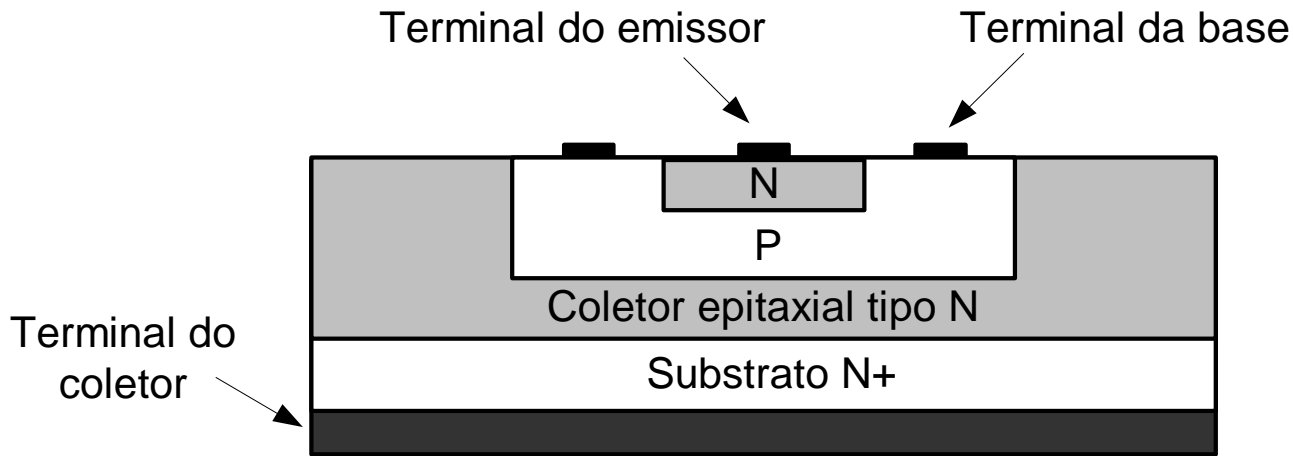 Terminal do emissor
Terminal da base
N
P
Coletor epitaxial tipo N
Terminal do
coletor
Substrato N+